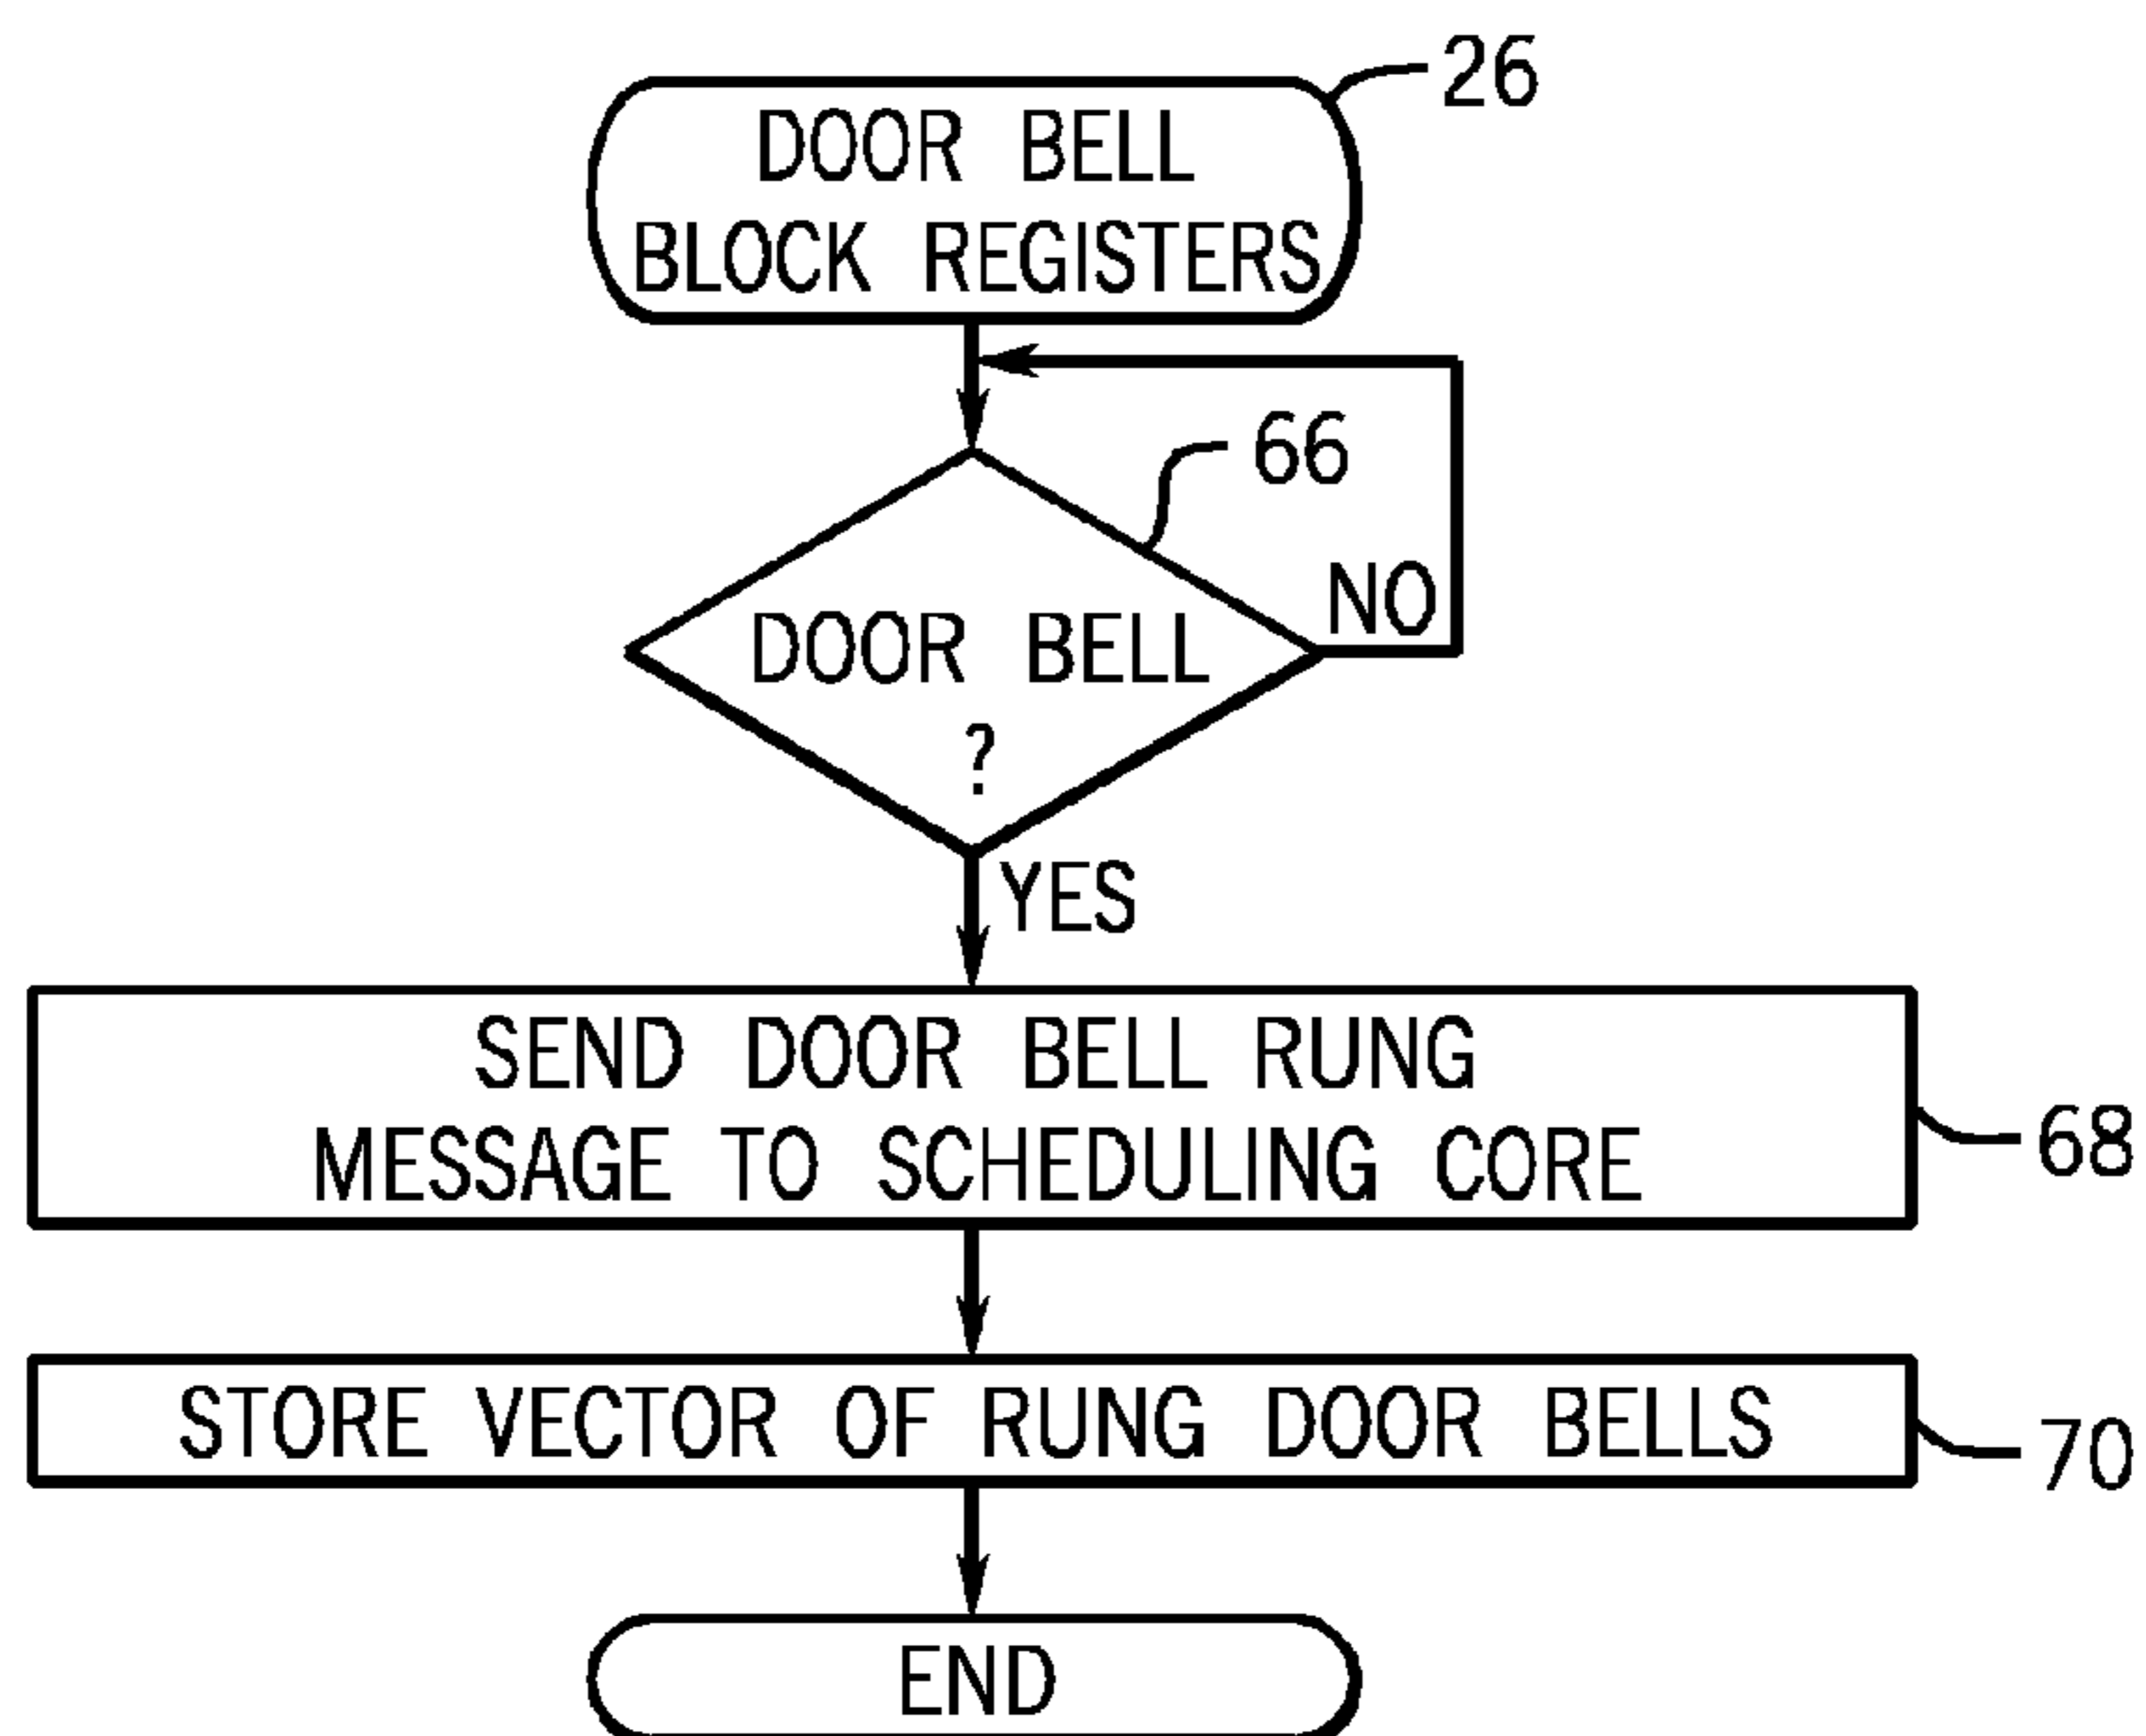 26
DOOR BELL
BLOCK REGISTERS
66
NO
DOOR BELL
?
YES
SEND DOOR BELL RUNG
MESSAGE TO SCHEDULING CORE
68
STORE VECTOR OF RUNG DOOR BELLS
70
END